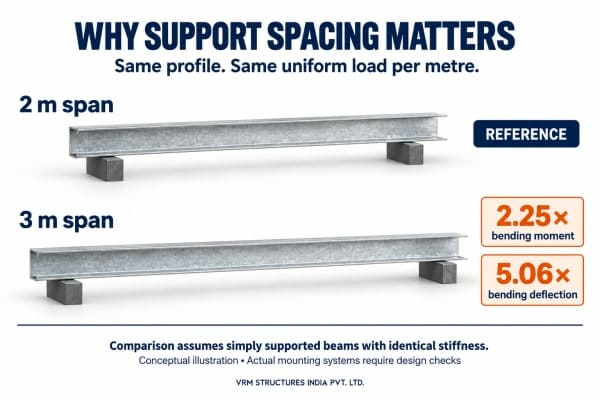 WHY SUPPORT SPACING MATTERS
Same profile. Same uniform load per metre.
2 m span
REFERENCE
3 m span
2.25×
bending moment
5.06×
bending deflection
Comparison assumes simply supported beams with identical stiffness.
Conceptual illustration • Actual mounting systems require design checks
VRM STRUCTURES INDIA PVT. LTD.